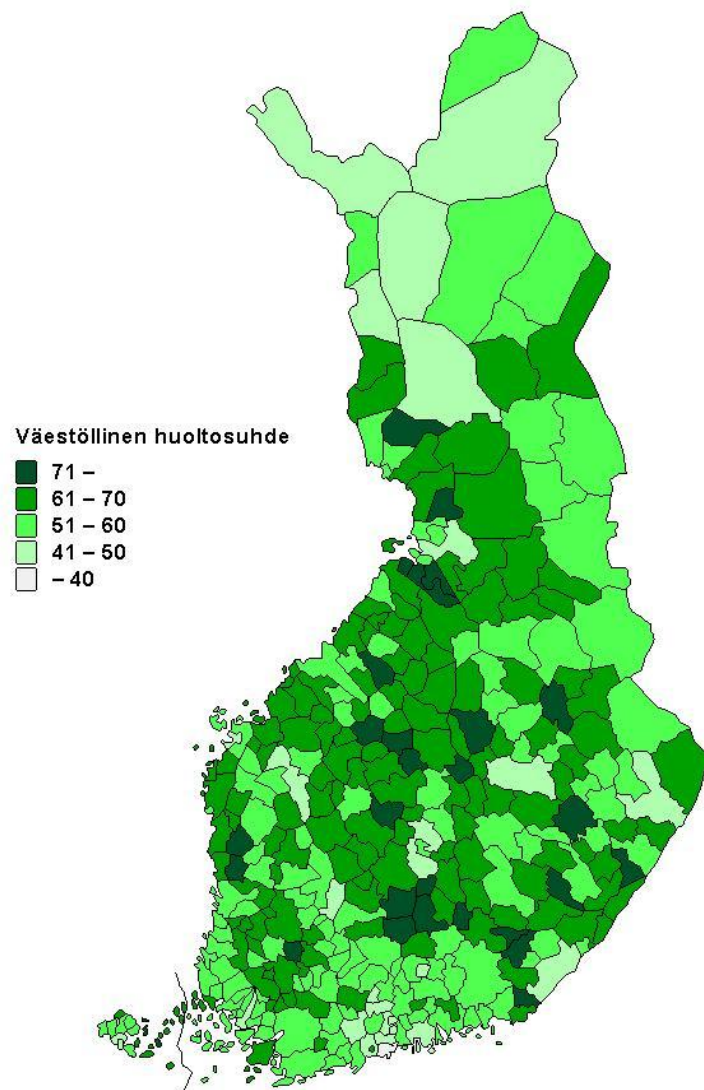 Väestöllinen huoltosuhde
71 –
61 – 70
51 – 60
41 – 50
– 40